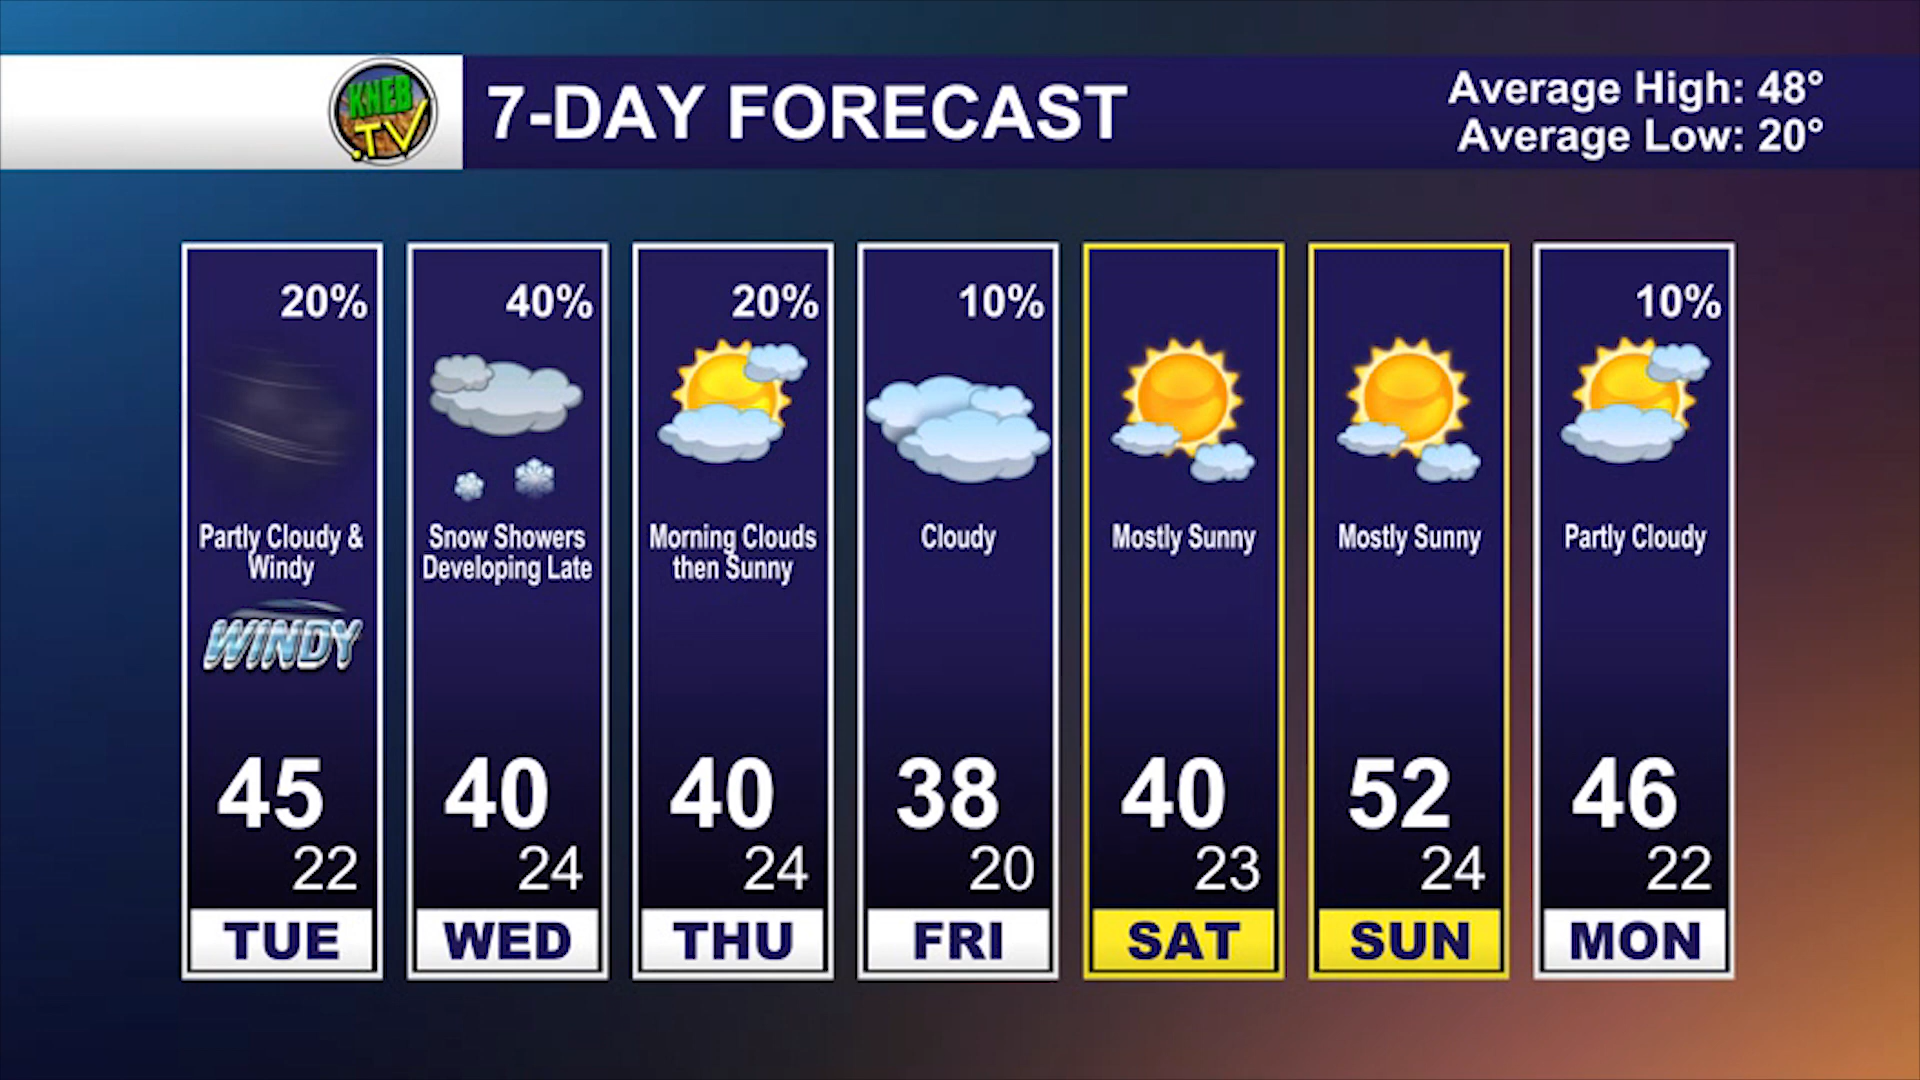 KNEB
.TV
7-DAY FORECAST
Average High: 48°
Average Low: 20°
20%
Partly Cloudy &
Windy
WINDY
45
22
TUE
40%
Snow Showers
Developing Late
40
24
WED
20%
Morning Clouds
then Sunny
40
24
THU
10%
Cloudy
38
20
FRI
Mostly Sunny
40
23
SAT
Mostly Sunny
52
24
SUN
10%
Partly Cloudy
46
22
MON